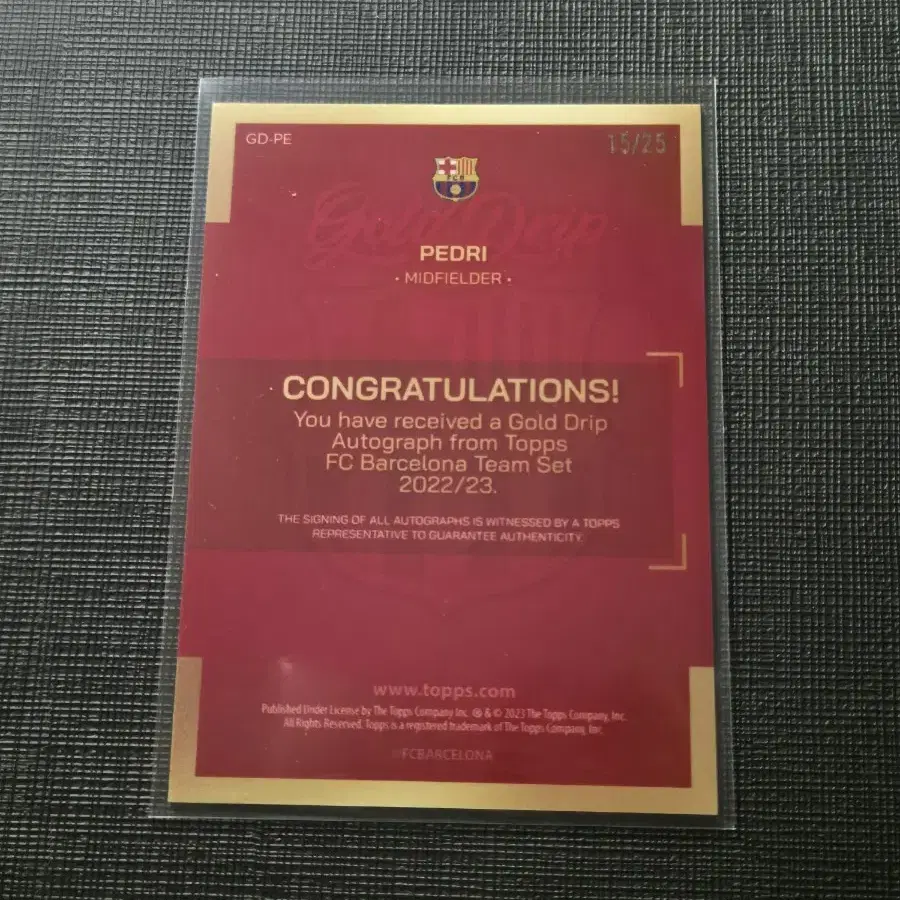 GD-PE
15/25
FCB
Gold Drip
PEDRI
• MIDFIELDER •
CONGRATULATIONS!
You have received a Gold Drip
Autograph from Topps
FC Barcelona Team Set
2022/23.
THE SIGNING OF ALL AUTOGRAPHS IS WITNESSED BY A TOPPS
REPRESENTATIVE TO GUARANTEE AUTHENTICITY.
www.topps.com
Published Under License by The Topps Company Inc. ® & © 2023 The Topps Company, Inc.
All Rights Reserved. Topps is a registered trademark of The Topps Company, Inc.
©FCBARCELONA